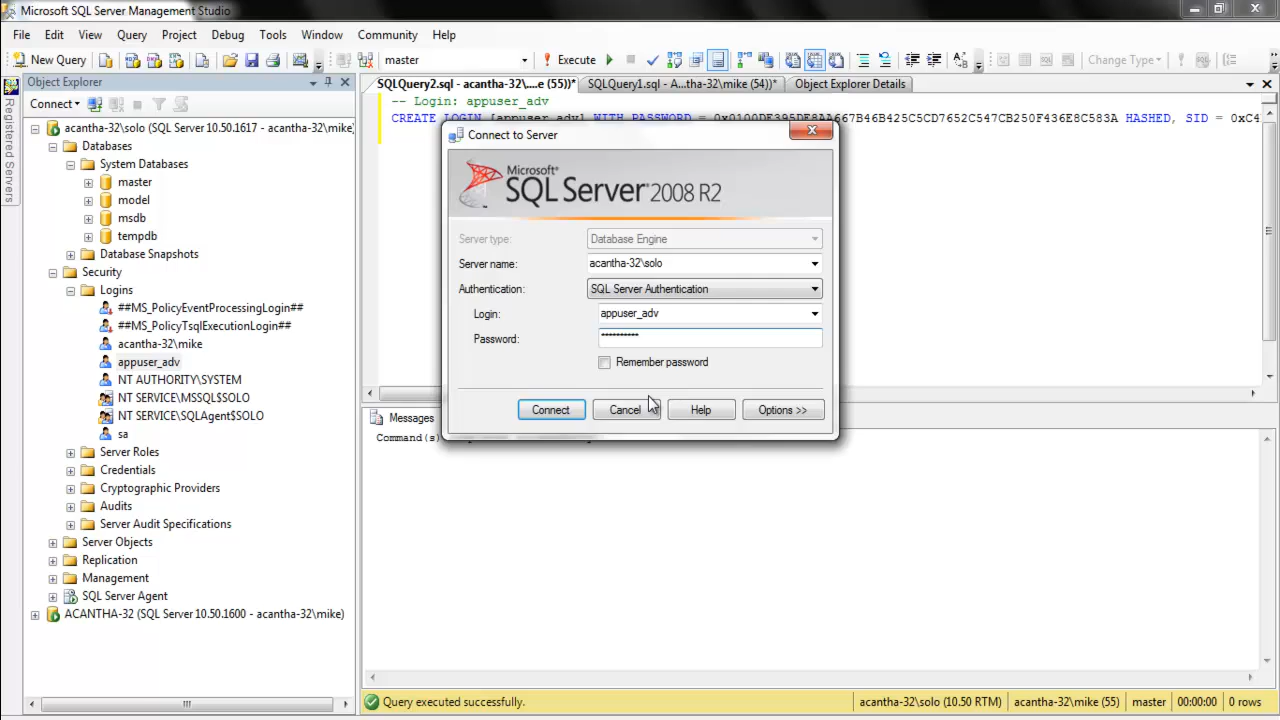 Microsoft SQL Server Management Studio
File Edit View Query Project Debug Tools Window Community Help
New Query master Execute Change Type
Object Explorer
SQLQuery2.sql - acantha-32\...e (55))* SQLQuery1.sql - A...tha-32\mike (54))* Object Explorer Details
Registered Servers
Connect
acantha-32\solo (SQL Server 10.50.1617 - acantha-32\mike)
Databases
System Databases
master
model
msdb
tempdb
Database Snapshots
Security
Logins
##MS_PolicyEventProcessingLogin##
##MS_PolicyTsqlExecutionLogin##
acantha-32\mike
appuser_adv
NT AUTHORITY\SYSTEM
NT SERVICE\MSSQL$SOLO
NT SERVICE\SQLAgent$SOLO
sa
Server Roles
Credentials
Cryptographic Providers
Audits
Server Audit Specifications
Server Objects
Replication
Management
SQL Server Agent
ACANTHA-32 (SQL Server 10.50.1600 - acantha-32\mike)
-- Login: appuser_adv
CREATE LOGIN [appuser_adv] WITH PASSWORD = HASHED, SID =
Connect to Server
Microsoft
SQL Server 2008 R2
Server type: Database Engine
Server name: acantha-32\solo
Authentication: SQL Server Authentication
Login: appuser_adv
Password: **********
Remember password
Connect Cancel Help Options >>
Messages
Command(s)
Query executed successfully. acantha-32\solo (10.50 RTM) acantha-32\mike (55) master 00:00:00 0 rows